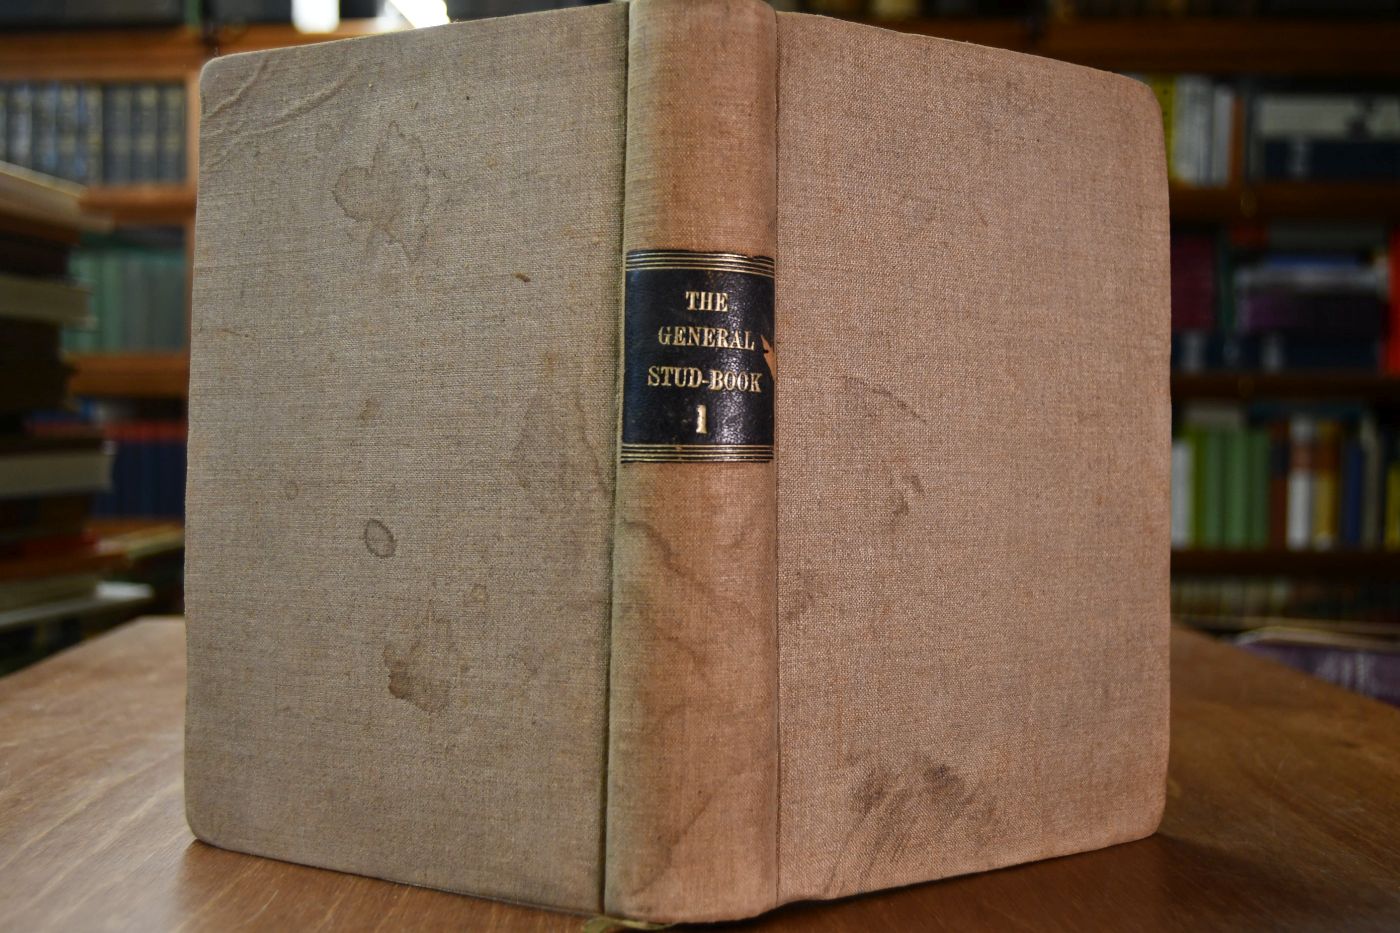 THE
GENERAL
STUD-BOOK
1